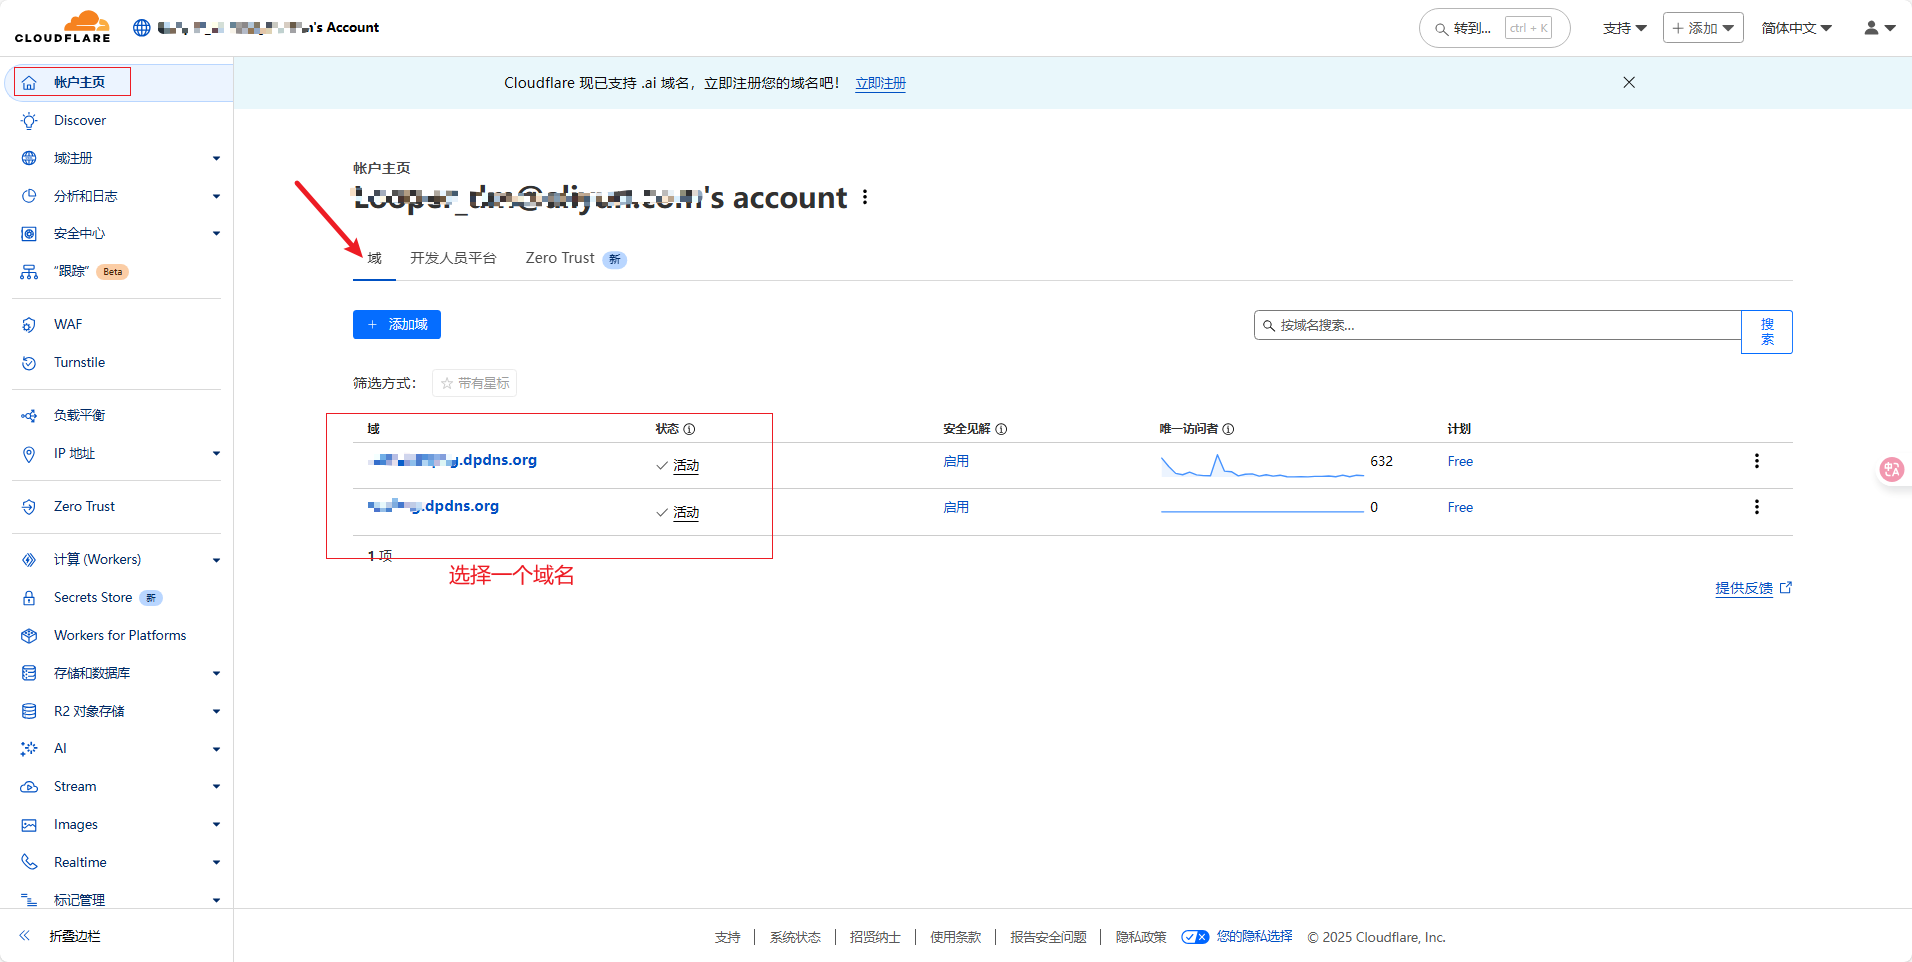 CLOUDFLARE
's Account
转到...
ctrl + K
支持
添加
简体中文
帐户主页
Discover
域注册
分析和日志
安全中心
“跟踪”
Beta
WAF
Turnstile
负载平衡
IP 地址
Zero Trust
计算 (Workers)
Secrets Store
新
Workers for Platforms
存储和数据库
R2 对象存储
AI
Stream
Images
Realtime
标记管理
折叠边栏
Cloudflare 现已支持 .ai 域名，立即注册您的域名吧！ 立即注册
帐户主页
's account
域
开发人员平台
Zero Trust
新
添加域
按域名搜索...
搜索
筛选方式：
带有星标
域
状态
安全见解
唯一访问者
计划
.dpdns.org
活动
启用
632
Free
.dpdns.org
活动
启用
0
Free
1 项
选择一个域名
提供反馈
支持
系统状态
招贤纳士
使用条款
报告安全问题
隐私政策
您的隐私选择
© 2025 Cloudflare, Inc.